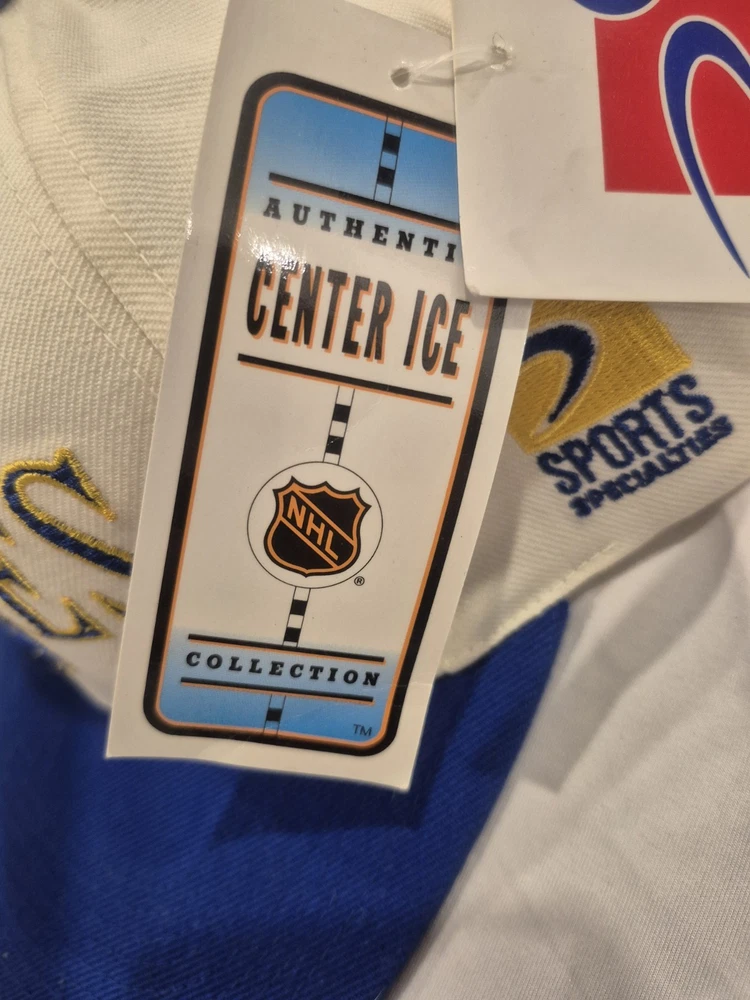 AUTHENTI
CENTER ICE
NHL
®
COLLECTION
TM
SPORTS
SPECIALTIES